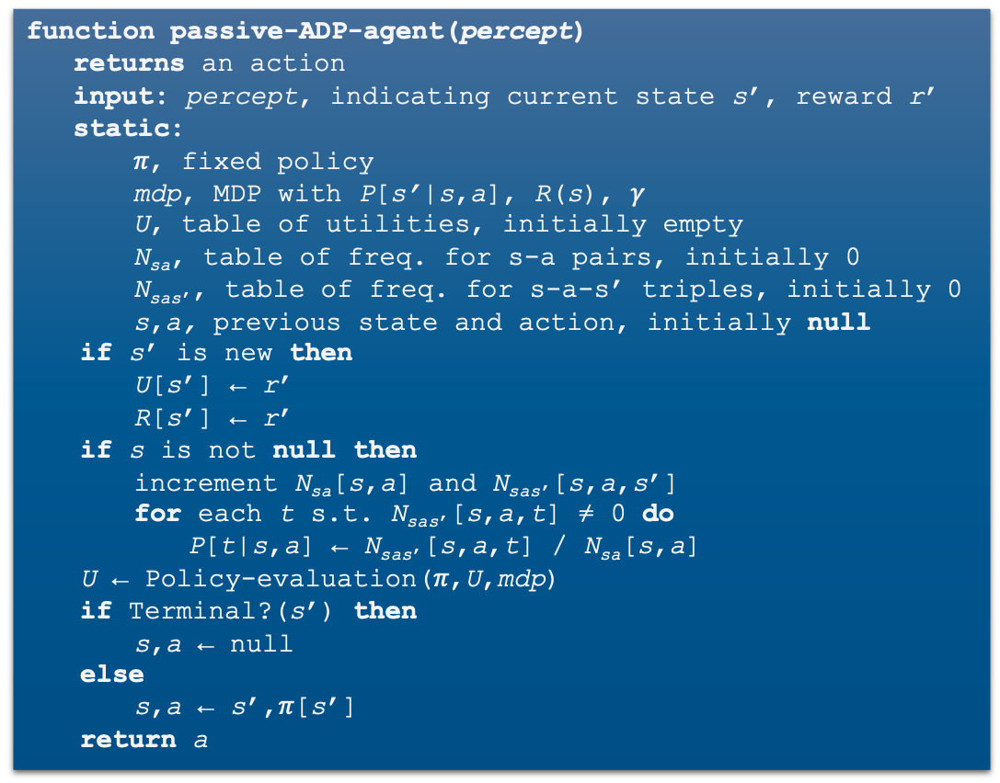 function passive-ADP-agent(percept)
returns an action
input: percept, indicating current state s’, reward r’
static:
π, fixed policy
mdp, MDP with P[s’|s,a], R(s), γ
U, table of utilities, initially empty
Nsa, table of freq. for s-a pairs, initially 0
Nsas’, table of freq. for s-a-s’ triples, initially 0
s,a, previous state and action, initially null
if s’ is new then
U[s’] ← r’
R[s’] ← r’
if s is not null then
increment Nsa[s,a] and Nsas’[s,a,s’]
for each t s.t. Nsas’[s,a,t] ≠ 0 do
P[t|s,a] ← Nsas’[s,a,t] / Nsa[s,a]
U ← Policy-evaluation(π,U,mdp)
if Terminal?(s’) then
s,a ← null
else
s,a ← s’,π[s’]
return a